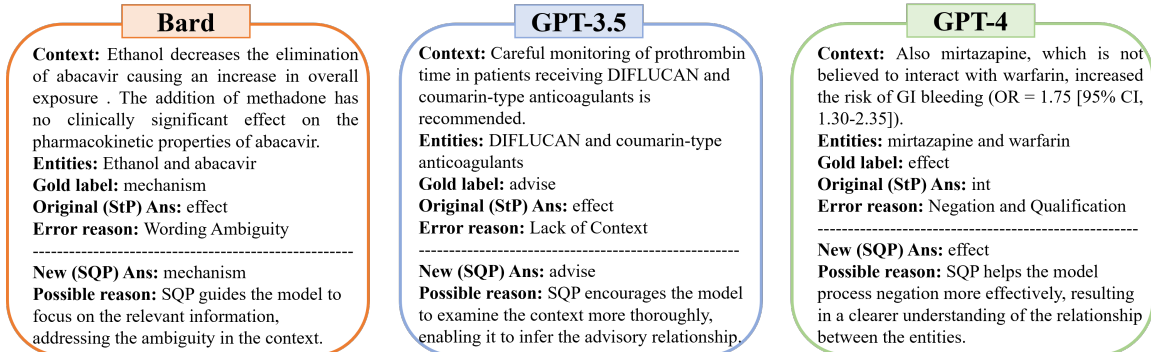 Bard
Context: Ethanol decreases the elimination
of abacavir causing an increase in overall
exposure . The addition of methadone has
no clinically significant effect on the
pharmacokinetic properties of abacavir.
Entities: Ethanol and abacavir
Gold label: mechanism
Original (StP) Ans: effect
Error reason: Wording Ambiguity
----------------------------------------------------
New (SQP) Ans: mechanism
Possible reason: SQP guides the model to
focus on the relevant information,
addressing the ambiguity in the context.
GPT-3.5
Context: Careful monitoring of prothrombin
time in patients receiving DIFLUCAN and
coumarin-type anticoagulants is
recommended.
Entities: DIFLUCAN and coumarin-type
anticoagulants
Gold label: advise
Original (StP) Ans: effect
Error reason: Lack of Context
----------------------------------------------------
New (SQP) Ans: advise
Possible reason: SQP encourages the model
to examine the context more thoroughly,
enabling it to infer the advisory relationship.
GPT-4
Context: Also mirtazapine, which is not
believed to interact with warfarin, increased
the risk of GI bleeding (OR = 1.75 [95% CI,
1.30-2.35]).
Entities: mirtazapine and warfarin
Gold label: effect
Original (StP) Ans: int
Error reason: Negation and Qualification
----------------------------------------------------
New (SQP) Ans: effect
Possible reason: SQP helps the model
process negation more effectively, resulting
in a clearer understanding of the relationship
between the entities.